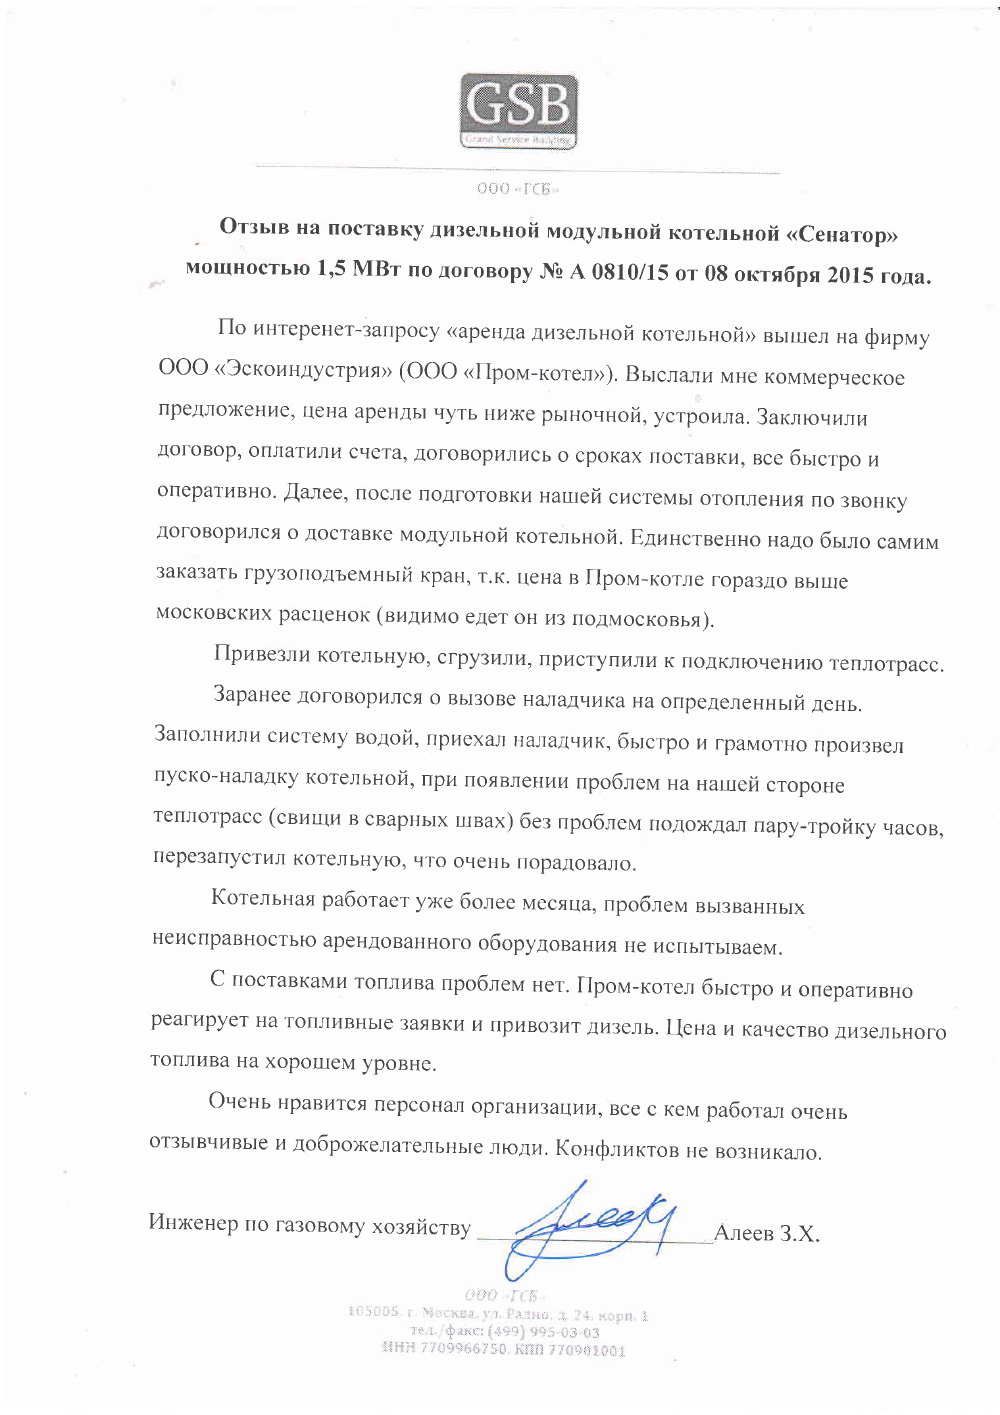 GSB
Grand Service Building
ООО «ГСБ»
Отзыв на поставку дизельной модульной котельной «Сенатор»
мощностью 1,5 МВт по договору № А 0810/15 от 08 октября 2015 года.
По интеренет-запросу «аренда дизельной котельной» вышел на фирму
ООО «Эскоиндустрия» (ООО «Пром-котел»). Выслали мне коммерческое
предложение, цена аренды чуть ниже рыночной, устроила. Заключили
договор, оплатили счета, договорились о сроках поставки, все быстро и
оперативно. Далее, после подготовки нашей системы отопления по звонку
договорился о доставке модульной котельной. Единственно надо было самим
заказать грузоподъемный кран, т.к. цена в Пром-котле гораздо выше
московских расценок (видимо едет он из подмосковья).
Привезли котельную, сгрузили, приступили к подключению теплотрасс.
Заранее договорился о вызове наладчика на определенный день.
Заполнили систему водой, приехал наладчик, быстро и грамотно произвел
пуско-наладку котельной, при появлении проблем на нашей стороне
теплотрасс (свищи в сварных швах) без проблем подождал пару-тройку часов,
перезапустил котельную, что очень порадовало.
Котельная работает уже более месяца, проблем вызванных
неисправностью арендованного оборудования не испытываем.
С поставками топлива проблем нет. Пром-котел быстро и оперативно
реагирует на топливные заявки и привозит дизель. Цена и качество дизельного
топлива на хорошем уровне.
Очень нравится персонал организации, все с кем работал очень
отзывчивые и доброжелательные люди. Конфликтов не возникало.
Инженер по газовому хозяйству Алеев З.Х.
ООО «ГСБ»
105005, г. Москва, ул. Радио, д. 24, корп. 1
тел./факс: (499) 995-03-03
ИНН 7709966750, КПП 770901001